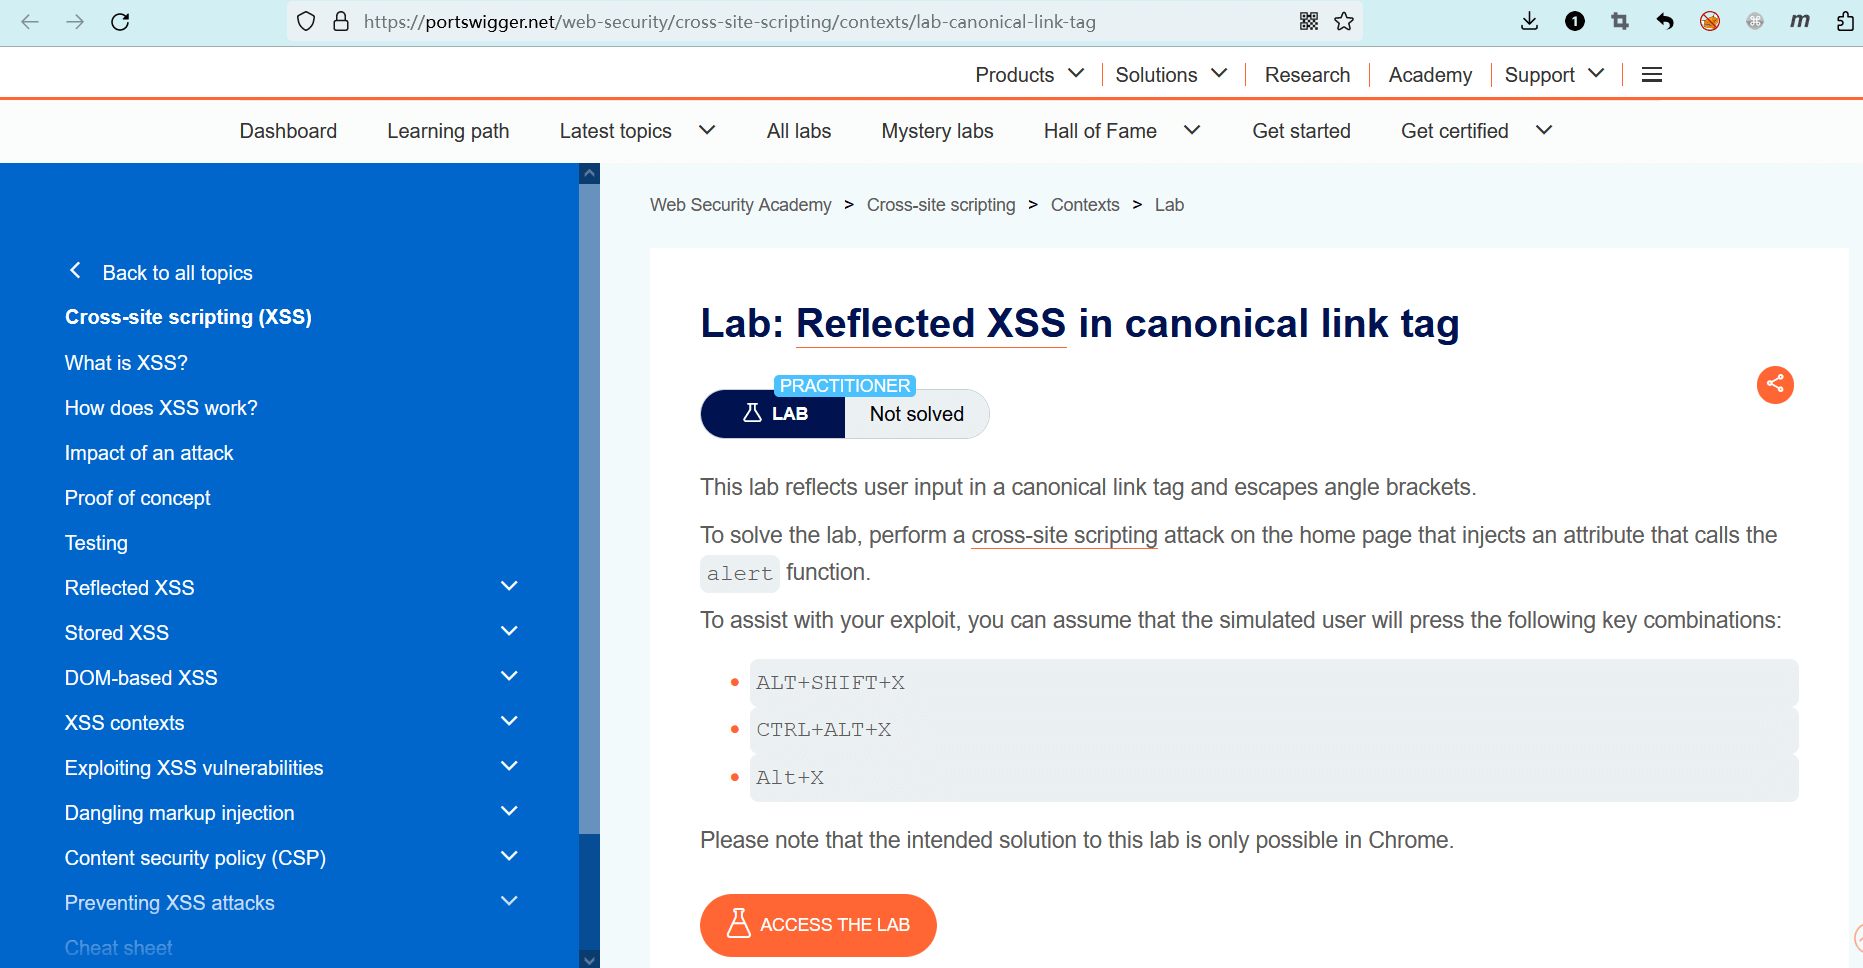 https://portswigger.net/web-security/cross-site-scripting/contexts/lab-canonical-link-tag
1
m
Products
Solutions
Research
Academy
Support
Dashboard
Learning path
Latest topics
All labs
Mystery labs
Hall of Fame
Get started
Get certified
Back to all topics
Cross-site scripting (XSS)
What is XSS?
How does XSS work?
Impact of an attack
Proof of concept
Testing
Reflected XSS
Stored XSS
DOM-based XSS
XSS contexts
Exploiting XSS vulnerabilities
Dangling markup injection
Content security policy (CSP)
Preventing XSS attacks
Cheat sheet
Web Security Academy > Cross-site scripting > Contexts > Lab
Lab: Reflected XSS in canonical link tag
PRACTITIONER
LAB
Not solved
This lab reflects user input in a canonical link tag and escapes angle brackets.
To solve the lab, perform a cross-site scripting attack on the home page that injects an attribute that calls the
alert function.
To assist with your exploit, you can assume that the simulated user will press the following key combinations:
ALT+SHIFT+X
CTRL+ALT+X
Alt+X
Please note that the intended solution to this lab is only possible in Chrome.
ACCESS THE LAB